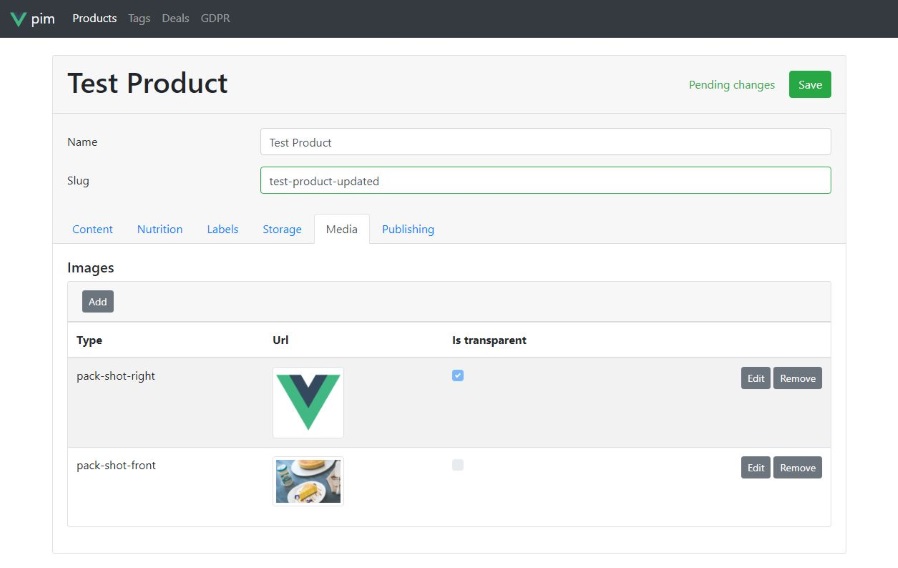 pim Products Tags Deals GDPR
Test Product Pending changes Save
Name Test Product
Slug test-product-updated
Content Nutrition Labels Storage Media Publishing
Images
Add
Type Url Is transparent
pack-shot-right Edit Remove
pack-shot-front Edit Remove